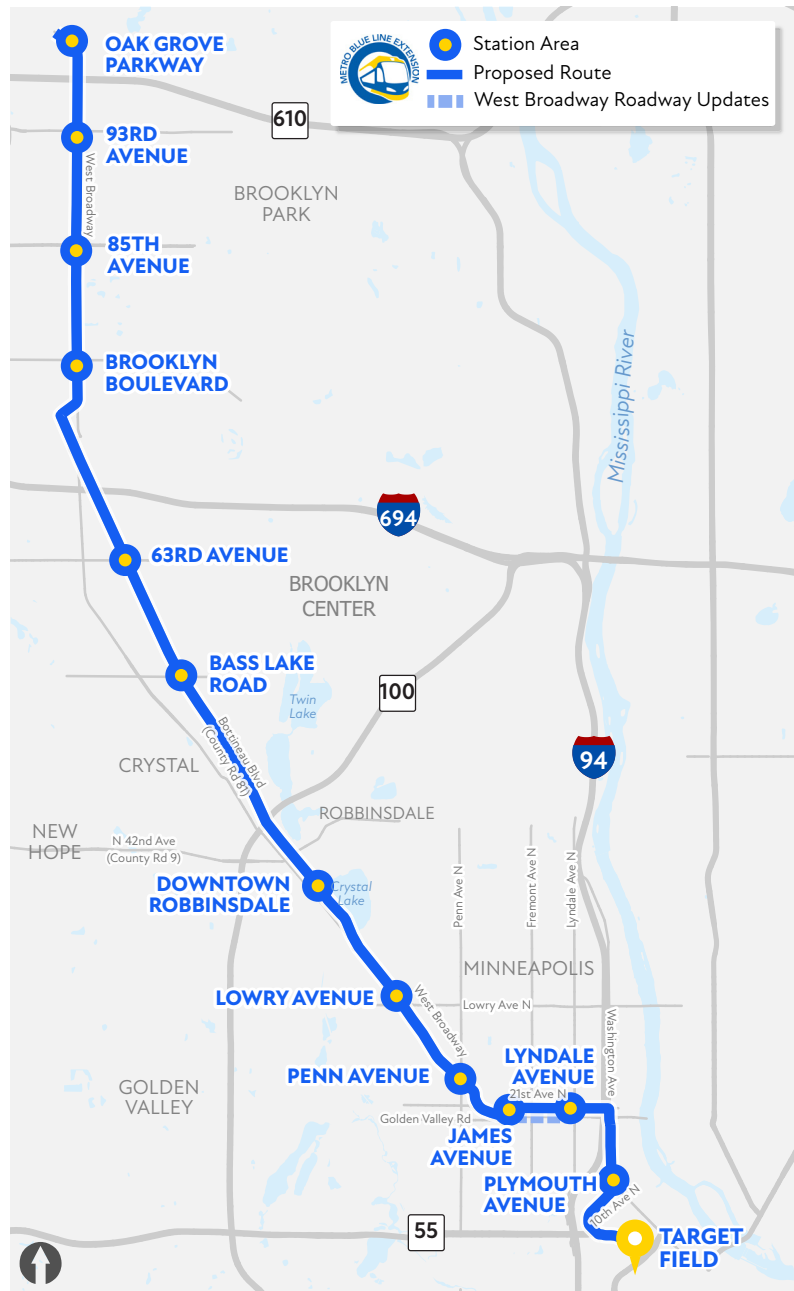 METRO BLUE LINE EXTENSION
Station Area
Proposed Route
West Broadway Roadway Updates
OAK GROVE
PARKWAY
610
93RD
AVENUE
West Broadway
BROOKLYN
PARK
85TH
AVENUE
BROOKLYN
BOULEVARD
Mississippi River
694
63RD AVENUE
BROOKLYN
CENTER
BASS LAKE
ROAD
100
Twin
Lake
Bottineau Blvd
(County Rd 81)
94
CRYSTAL
ROBBINSDALE
NEW
HOPE
N 42nd Ave
(County Rd 9)
DOWNTOWN
ROBBINSDALE
Crystal
Lake
Penn Ave N
Fremont Ave N
Lyndale Ave N
MINNEAPOLIS
LOWRY AVENUE
West Broadway
Lowry Ave N
Washington Ave
PENN AVENUE
LYNDALE
AVENUE
21st Ave N
GOLDEN
VALLEY
Golden Valley Rd
JAMES
AVENUE
PLYMOUTH
AVENUE
10th Ave N
55
TARGET
FIELD